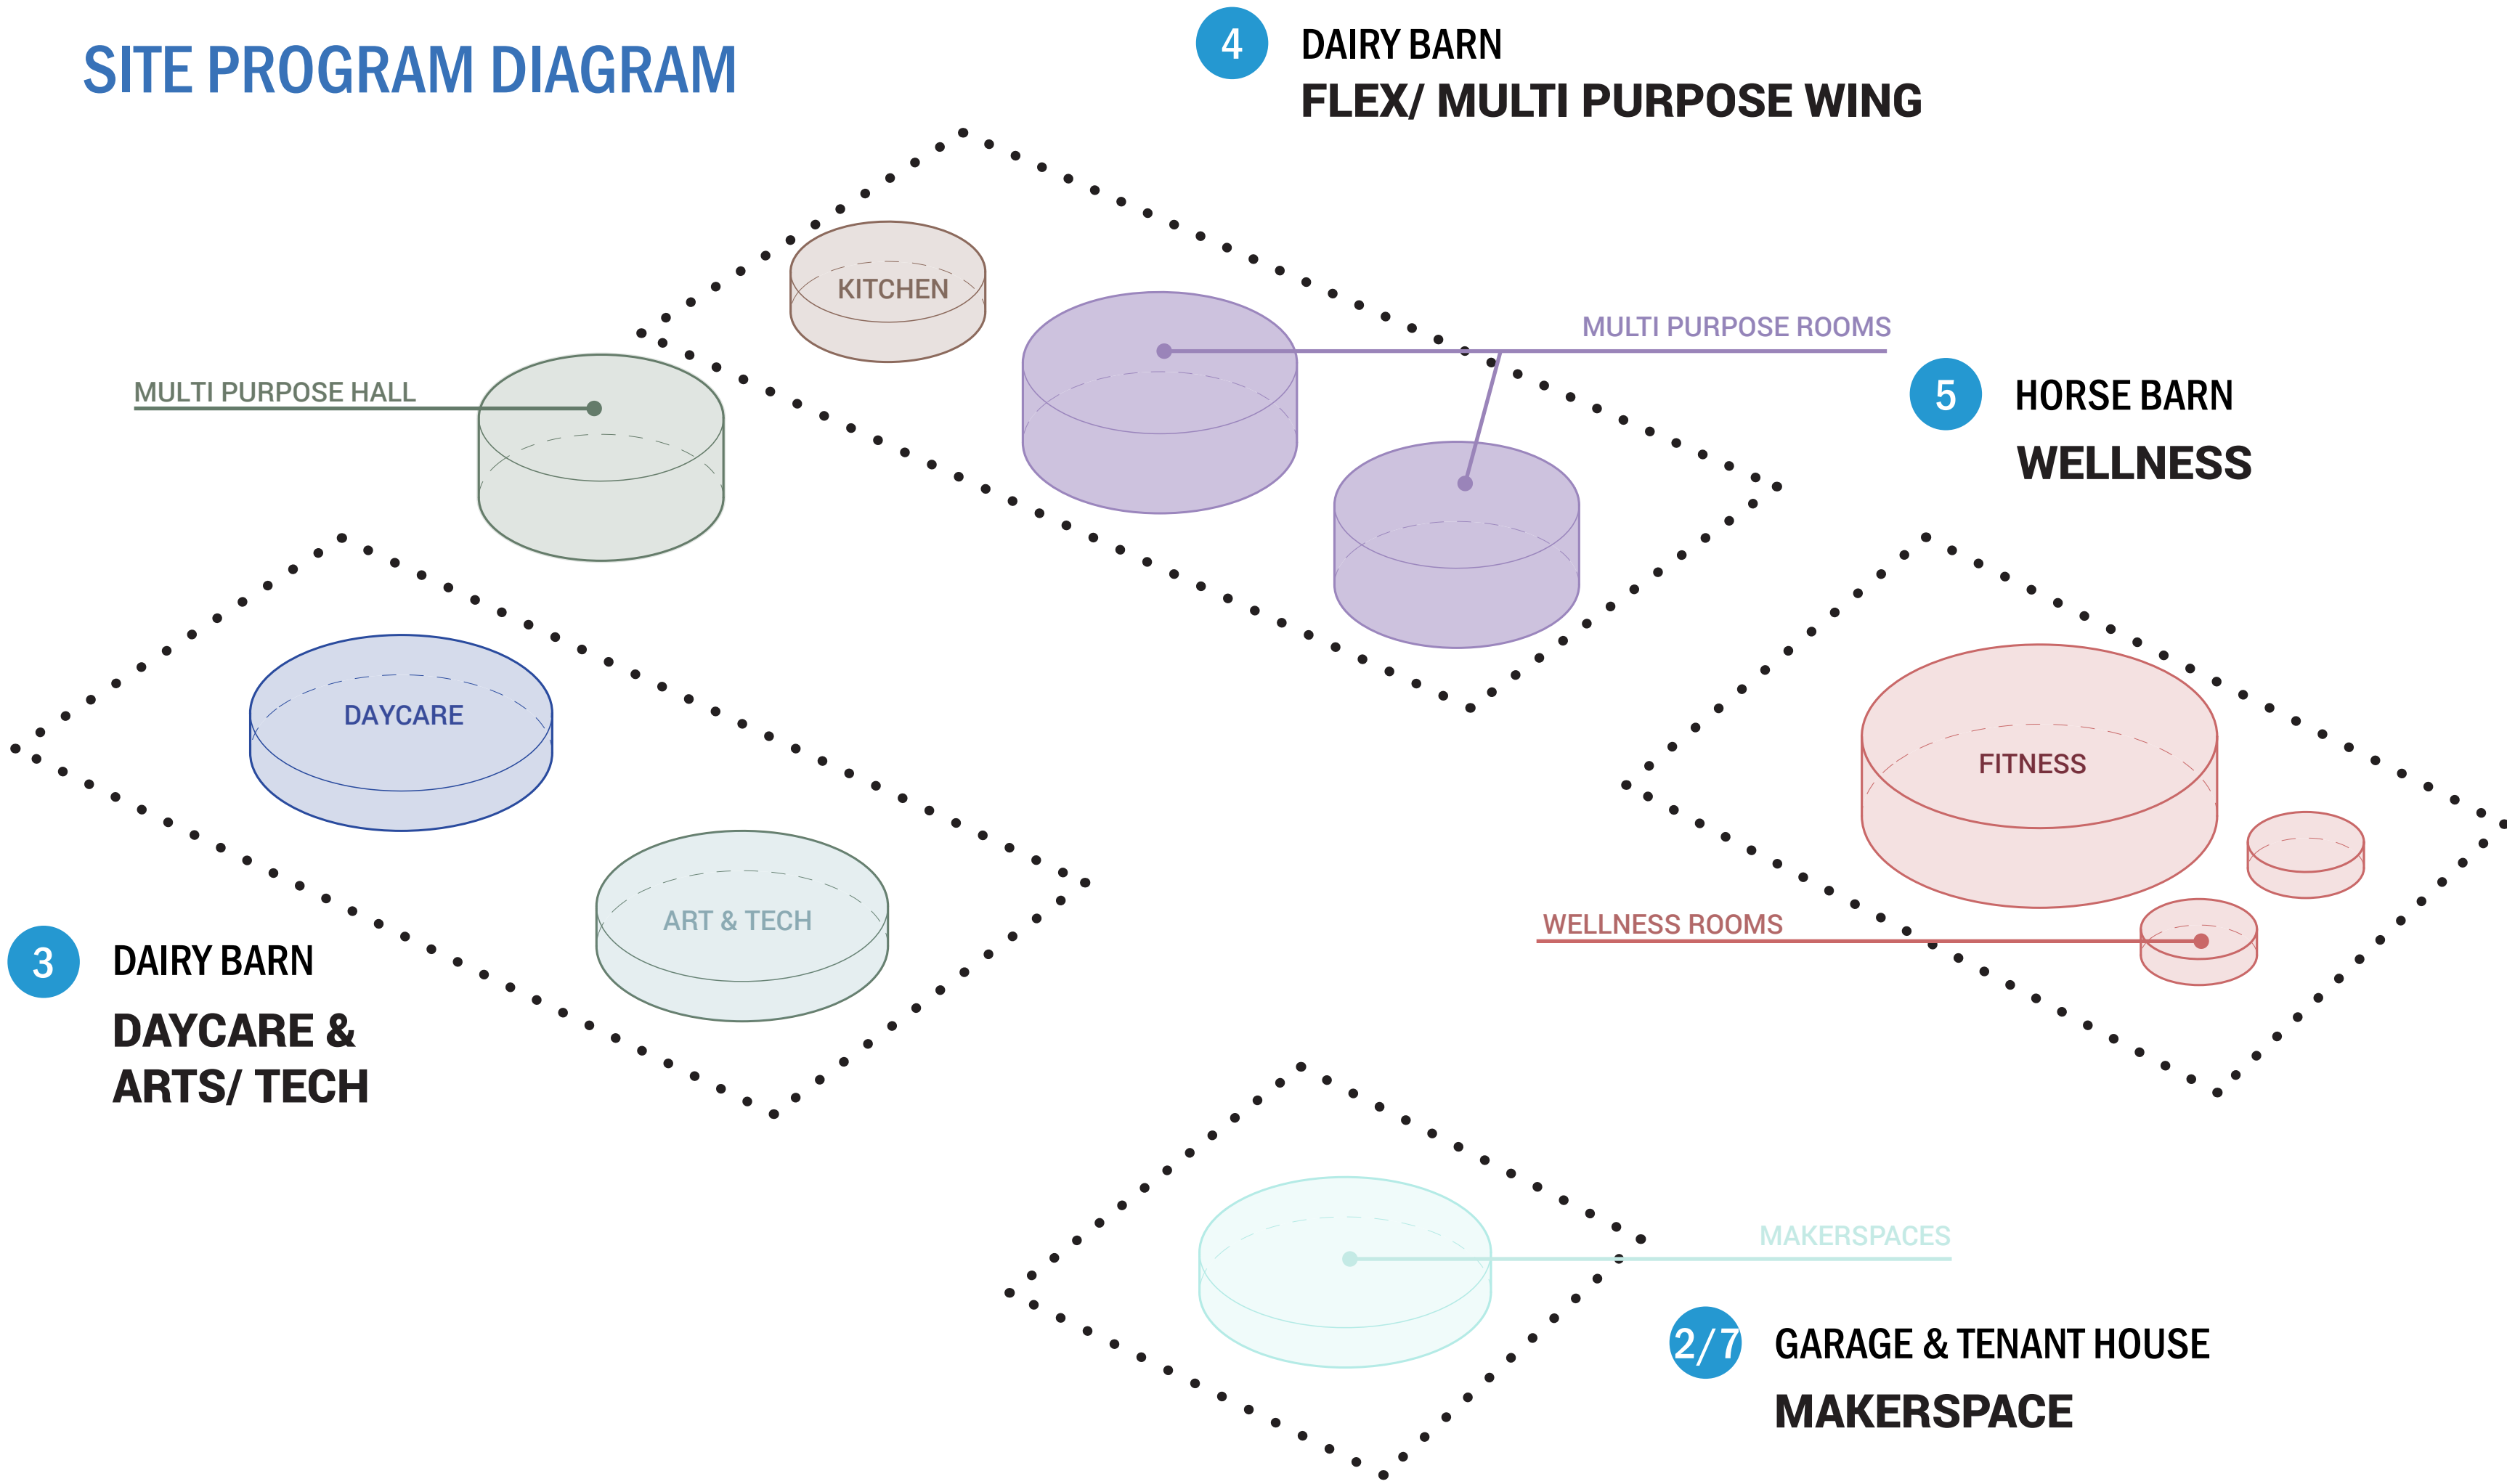 SITE PROGRAM DIAGRAM
4
DAIRY BARN
FLEX/ MULTI PURPOSE WING
KITCHEN
MULTI PURPOSE ROOMS
MULTI PURPOSE HALL
5
HORSE BARN
WELLNESS
DAYCARE
FITNESS
ART & TECH
WELLNESS ROOMS
3
DAIRY BARN
DAYCARE &
ARTS/ TECH
MAKERSPACES
2/7
GARAGE & TENANT HOUSE
MAKERSPACE